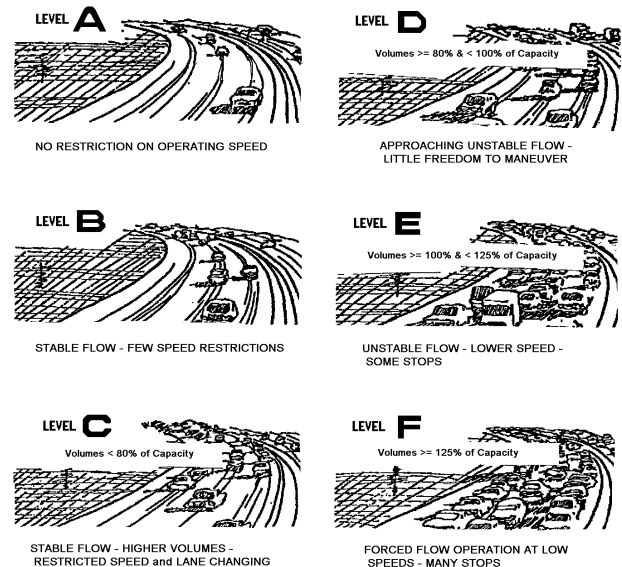 LEVEL A
NO RESTRICTION ON OPERATING SPEED
LEVEL B
STABLE FLOW - FEW SPEED RESTRICTIONS
LEVEL C
Volumes < 80% of Capacity
STABLE FLOW - HIGHER VOLUMES -
RESTRICTED SPEED and LANE CHANGING
LEVEL D
Volumes >= 80% & < 100% of Capacity
APPROACHING UNSTABLE FLOW -
LITTLE FREEDOM TO MANEUVER
LEVEL E
Volumes >= 100% & < 125% of Capacity
UNSTABLE FLOW - LOWER SPEED -
SOME STOPS
LEVEL F
Volumes >= 125% of Capacity
FORCED FLOW OPERATION AT LOW
SPEEDS - MANY STOPS